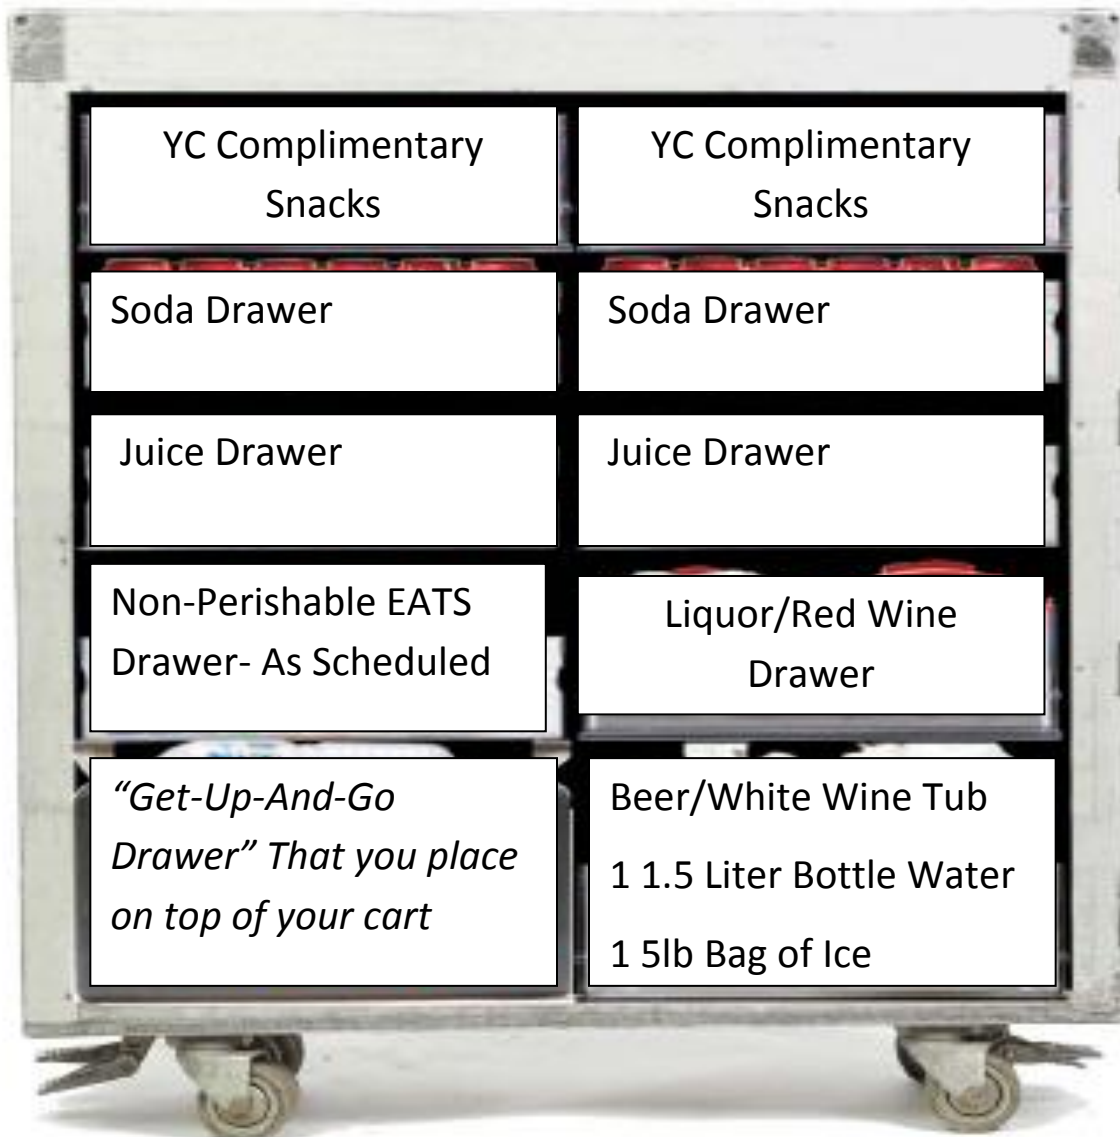 YC Complimentary
Snacks
YC Complimentary
Snacks
Soda Drawer
Soda Drawer
Juice Drawer
Juice Drawer
Non-Perishable EATS
Drawer- As Scheduled
Liquor/Red Wine
Drawer
“Get-Up-And-Go
Drawer” That you place
on top of your cart
Beer/White Wine Tub
1 1.5 Liter Bottle Water
1 5lb Bag of Ice